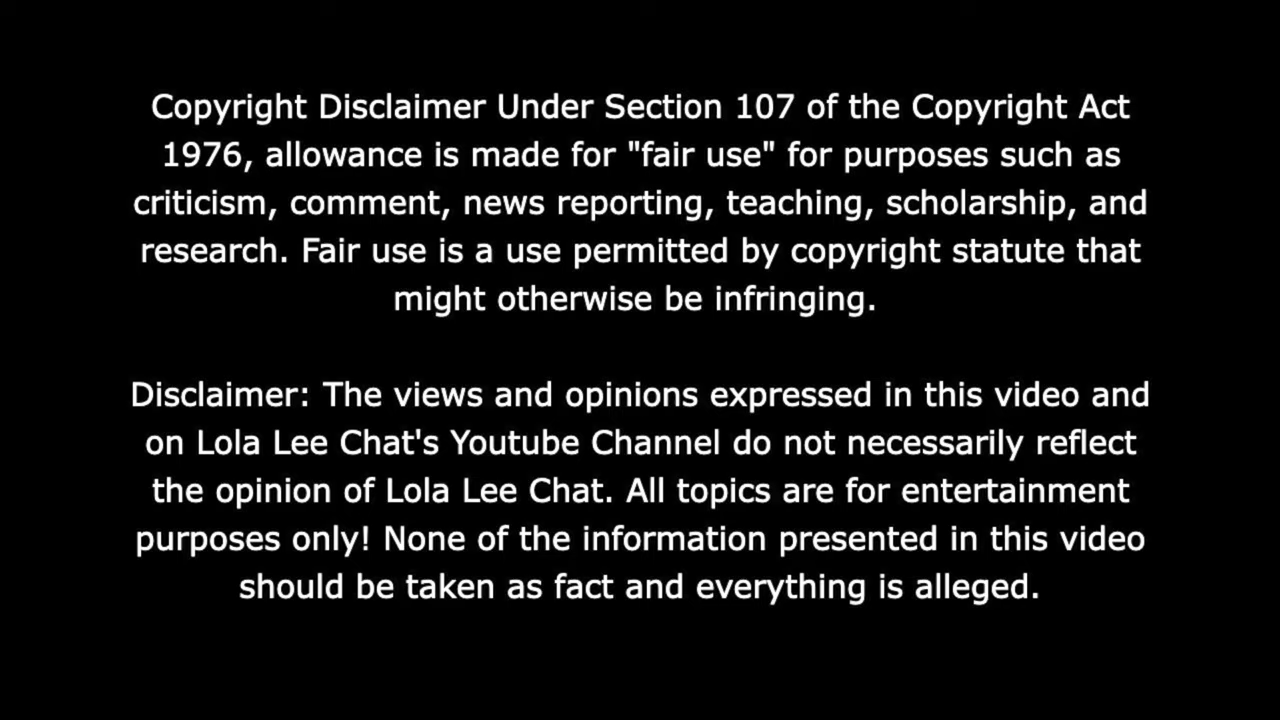 Copyright Disclaimer Under Section 107 of the Copyright Act
1976, allowance is made for "fair use" for purposes such as
criticism, comment, news reporting, teaching, scholarship, and
research. Fair use is a use permitted by copyright statute that
might otherwise be infringing.
Disclaimer: The views and opinions expressed in this video and
on Lola Lee Chat's Youtube Channel do not necessarily reflect
the opinion of Lola Lee Chat. All topics are for entertainment
purposes only! None of the information presented in this video
should be taken as fact and everything is alleged.